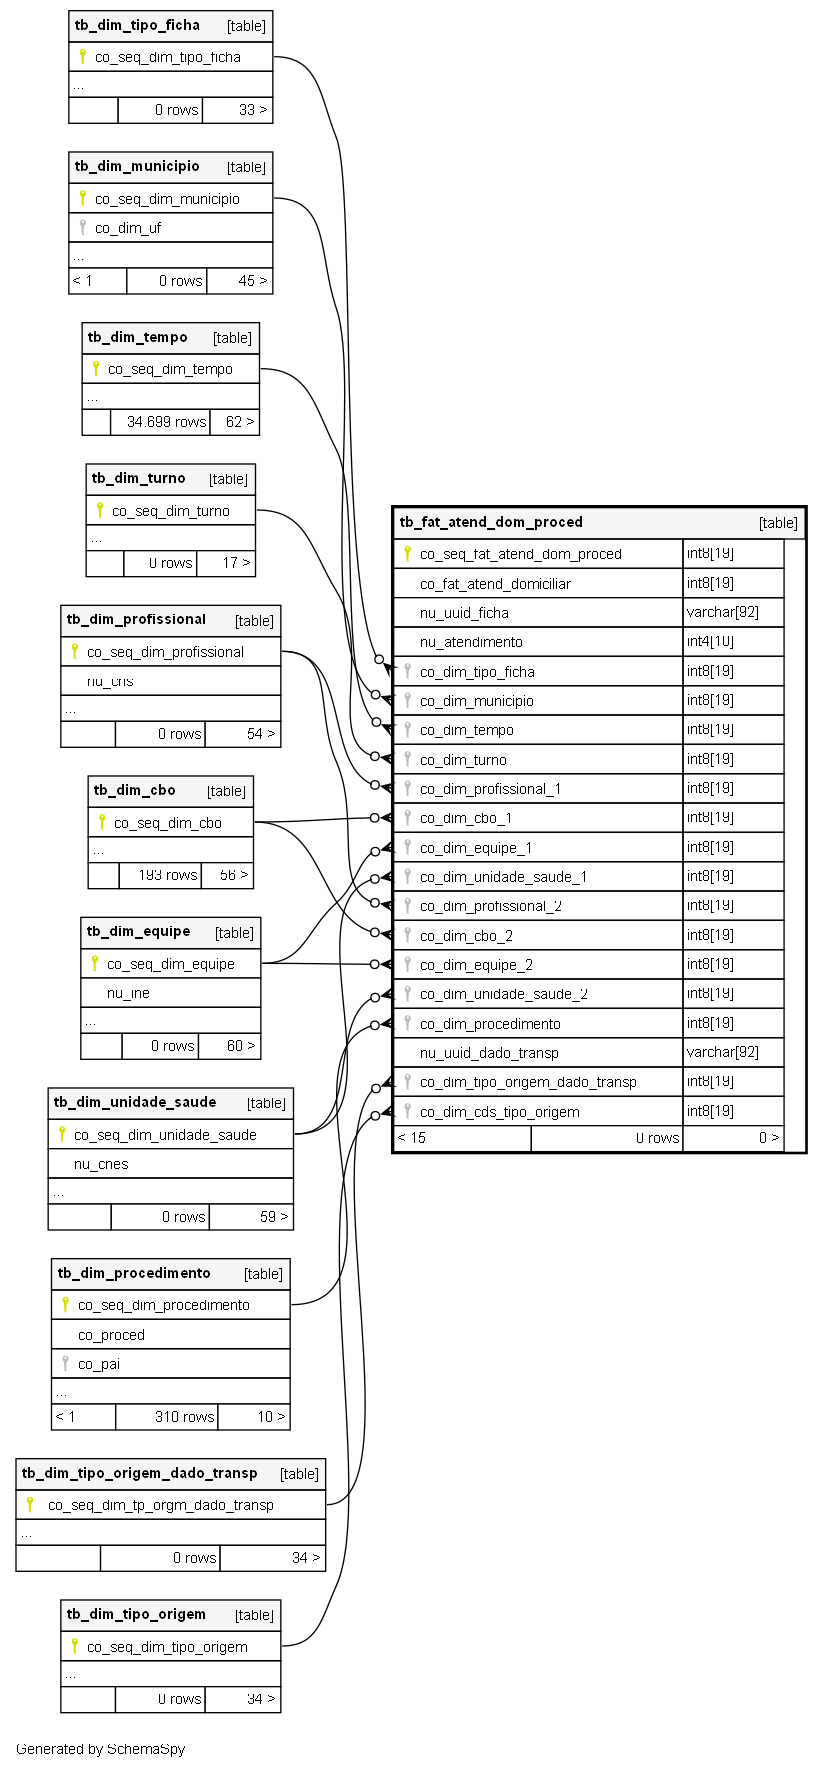 tb_dim_tipo_ficha [table]
co_seq_dim_tipo_ficha
...
0 rows 33 >
tb_dim_municipio [table]
co_seq_dim_municipio
co_dim_uf
...
< 1 0 rows 45 >
tb_dim_tempo [table]
co_seq_dim_tempo
...
34.699 rows 62 >
tb_dim_turno [table]
co_seq_dim_turno
...
0 rows 17 >
tb_dim_profissional [table]
co_seq_dim_profissional
nu_cns
...
0 rows 54 >
tb_dim_cbo [table]
co_seq_dim_cbo
...
193 rows 56 >
tb_dim_equipe [table]
co_seq_dim_equipe
nu_ine
...
0 rows 60 >
tb_dim_unidade_saude [table]
co_seq_dim_unidade_saude
nu_cnes
...
0 rows 59 >
tb_dim_procedimento [table]
co_seq_dim_procedimento
co_proced
co_pai
...
< 1 310 rows 10 >
tb_dim_tipo_origem_dado_transp [table]
co_seq_dim_tp_orgm_dado_transp
...
0 rows 34 >
tb_dim_tipo_origem [table]
co_seq_dim_tipo_origem
...
0 rows 34 >
tb_fat_atend_dom_proced [table]
co_seq_fat_atend_dom_proced int8[19]
co_fat_atend_domiciliar int8[19]
nu_uuid_ficha varchar[92]
nu_atendimento int4[10]
co_dim_tipo_ficha int8[19]
co_dim_municipio int8[19]
co_dim_tempo int8[19]
co_dim_turno int8[19]
co_dim_profissional_1 int8[19]
co_dim_cbo_1 int8[19]
co_dim_equipe_1 int8[19]
co_dim_unidade_saude_1 int8[19]
co_dim_profissional_2 int8[19]
co_dim_cbo_2 int8[19]
co_dim_equipe_2 int8[19]
co_dim_unidade_saude_2 int8[19]
co_dim_procedimento int8[19]
nu_uuid_dado_transp varchar[92]
co_dim_tipo_origem_dado_transp int8[19]
co_dim_cds_tipo_origem int8[19]
< 15 0 rows 0 >
Generated by SchemaSpy